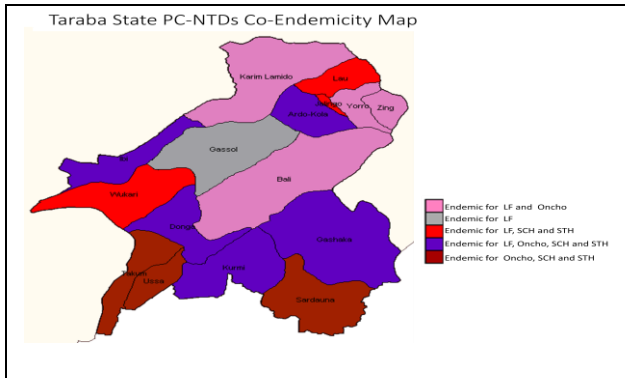 Taraba State PC-NTDs Co-Endemicity Map
Karim Lamido
Lau
Jalingo
Yorro
Zing
Ardo-Kola
Gassol
Ibi
Bali
Wukari
Donga
Gashaka
Takum
Ussa
Kurmi
Sardauna
Endemic for LF and Oncho
Endemic for LF
Endemic for LF, SCH and STH
Endemic for LF, Oncho, SCH and STH
Endemic for Oncho, SCH and STH